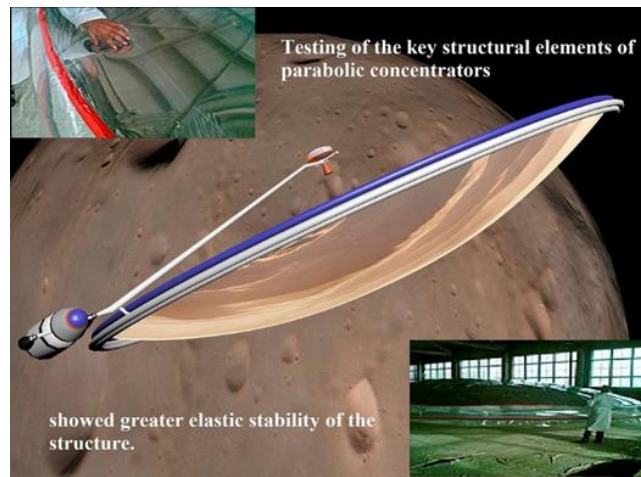 Testing of the key structural elements of
parabolic concentrators
showed greater elastic stability of the
structure.